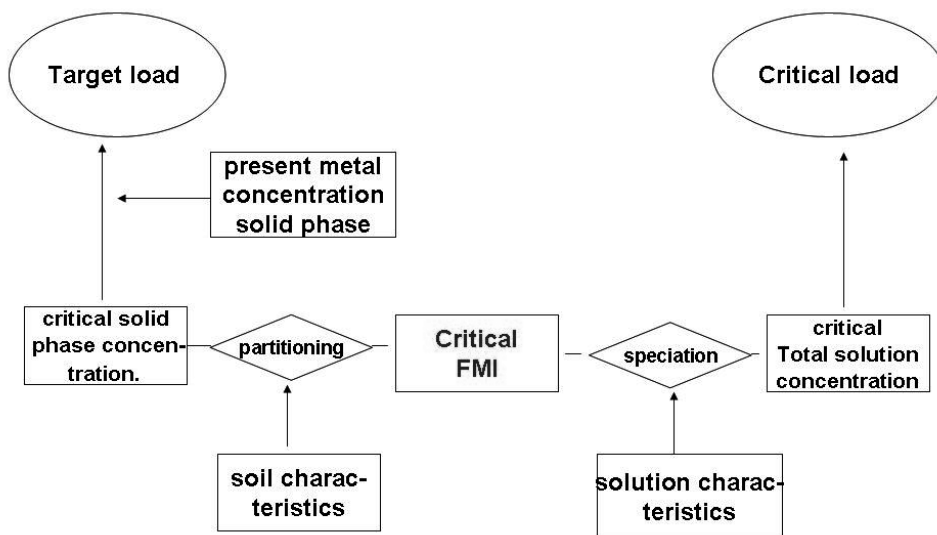 Target load
Critical load
present metal
concentration
solid phase
critical solid
phase concen-
tration.
partitioning
Critical
FMI
speciation
critical
Total solution
concentration
soil charac-
teristics
solution charac-
teristics